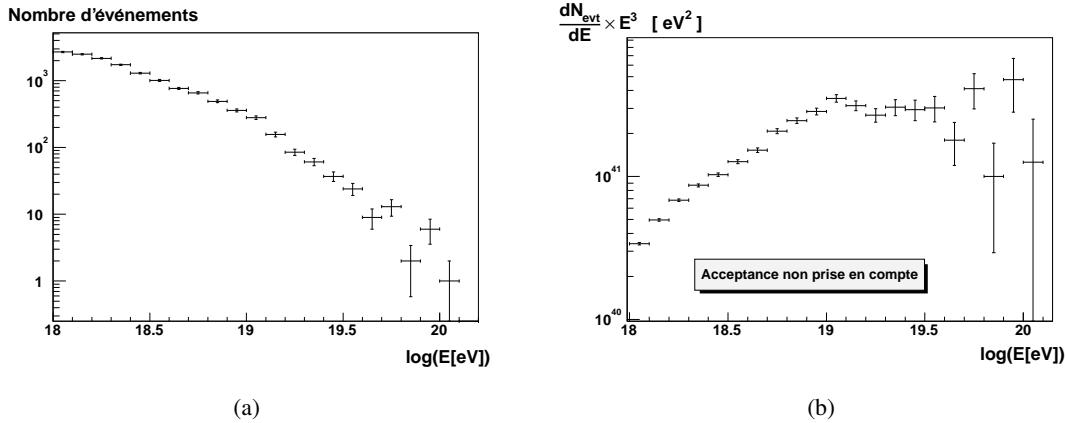 Nombre d'événements
10³
10²
10
1
18
18.5
19
19.5
20
log(E[eV])
(a)
dN_evt/dE × E³ [ eV² ]
10⁴¹
10⁴⁰
Acceptance non prise en compte
18
18.5
19
19.5
20
log(E[eV])
(b)